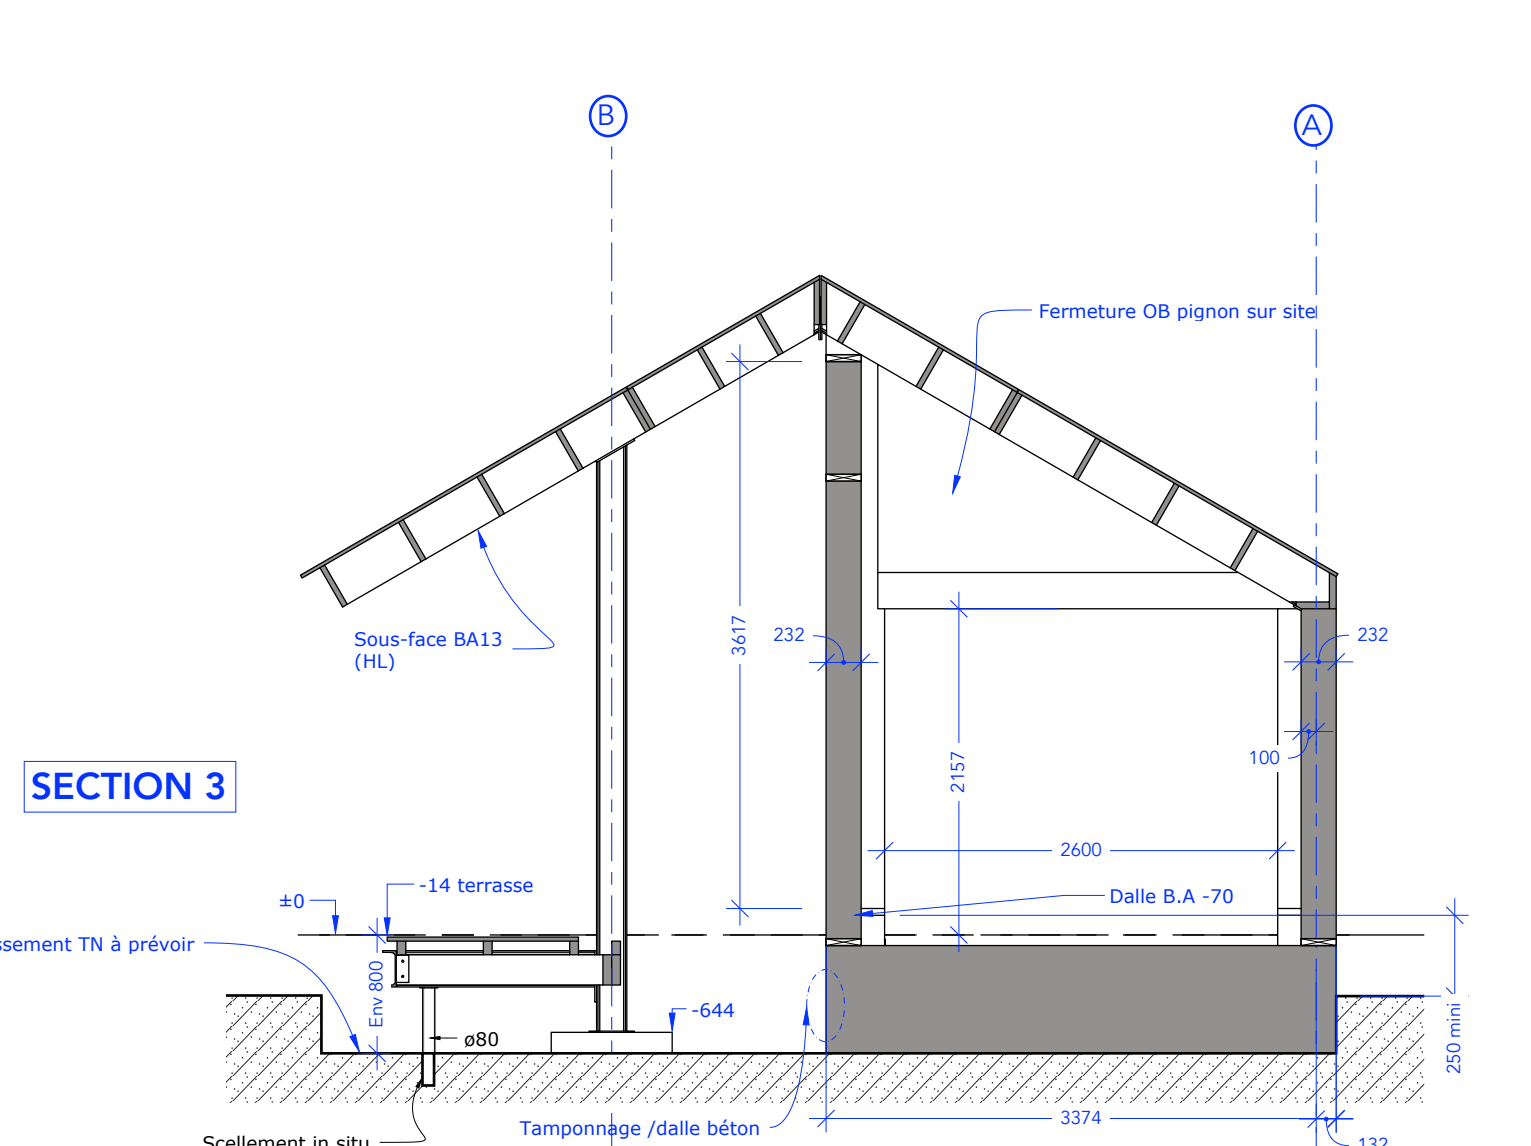 B
A
Fermeture OB pignon sur site
3617
232
232
Sous-face BA13
(HL)
100
2157
SECTION 3
2600
-14 terrasse
±0
Dalle B.A -70
TN à prévoir
Env 800
-644
ø80
250 mini
3374
Tamponnage /dalle béton
Scellement in situ
132